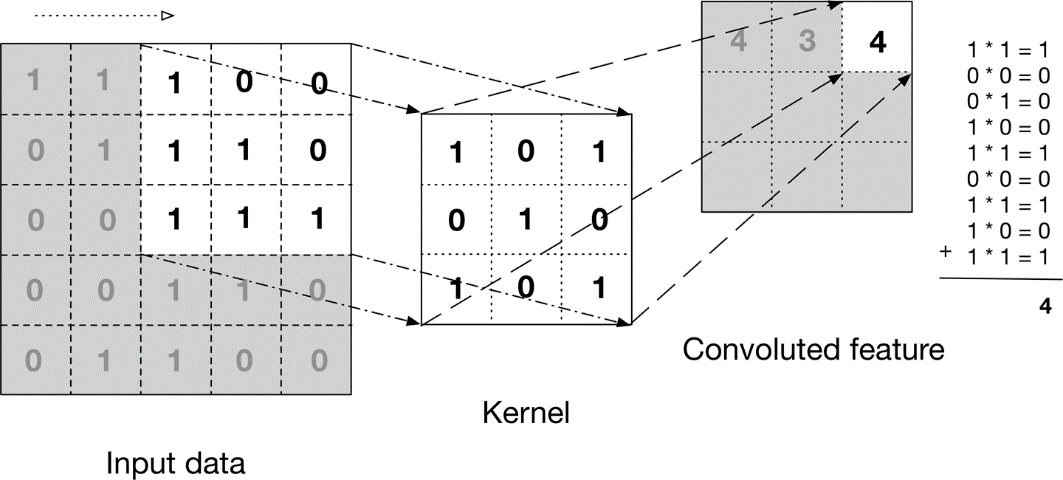 1 1 1 0 0
0 1 1 1 0
0 0 1 1 1
0 0 1 1 0
0 1 1 0 0
Input data
1 0 1
0 1 0
1 0 1
Kernel
4 3 4
Convoluted feature
1 * 1 = 1
0 * 0 = 0
0 * 1 = 0
1 * 0 = 0
1 * 1 = 1
0 * 0 = 0
1 * 1 = 1
1 * 0 = 0
+ 1 * 1 = 1
4